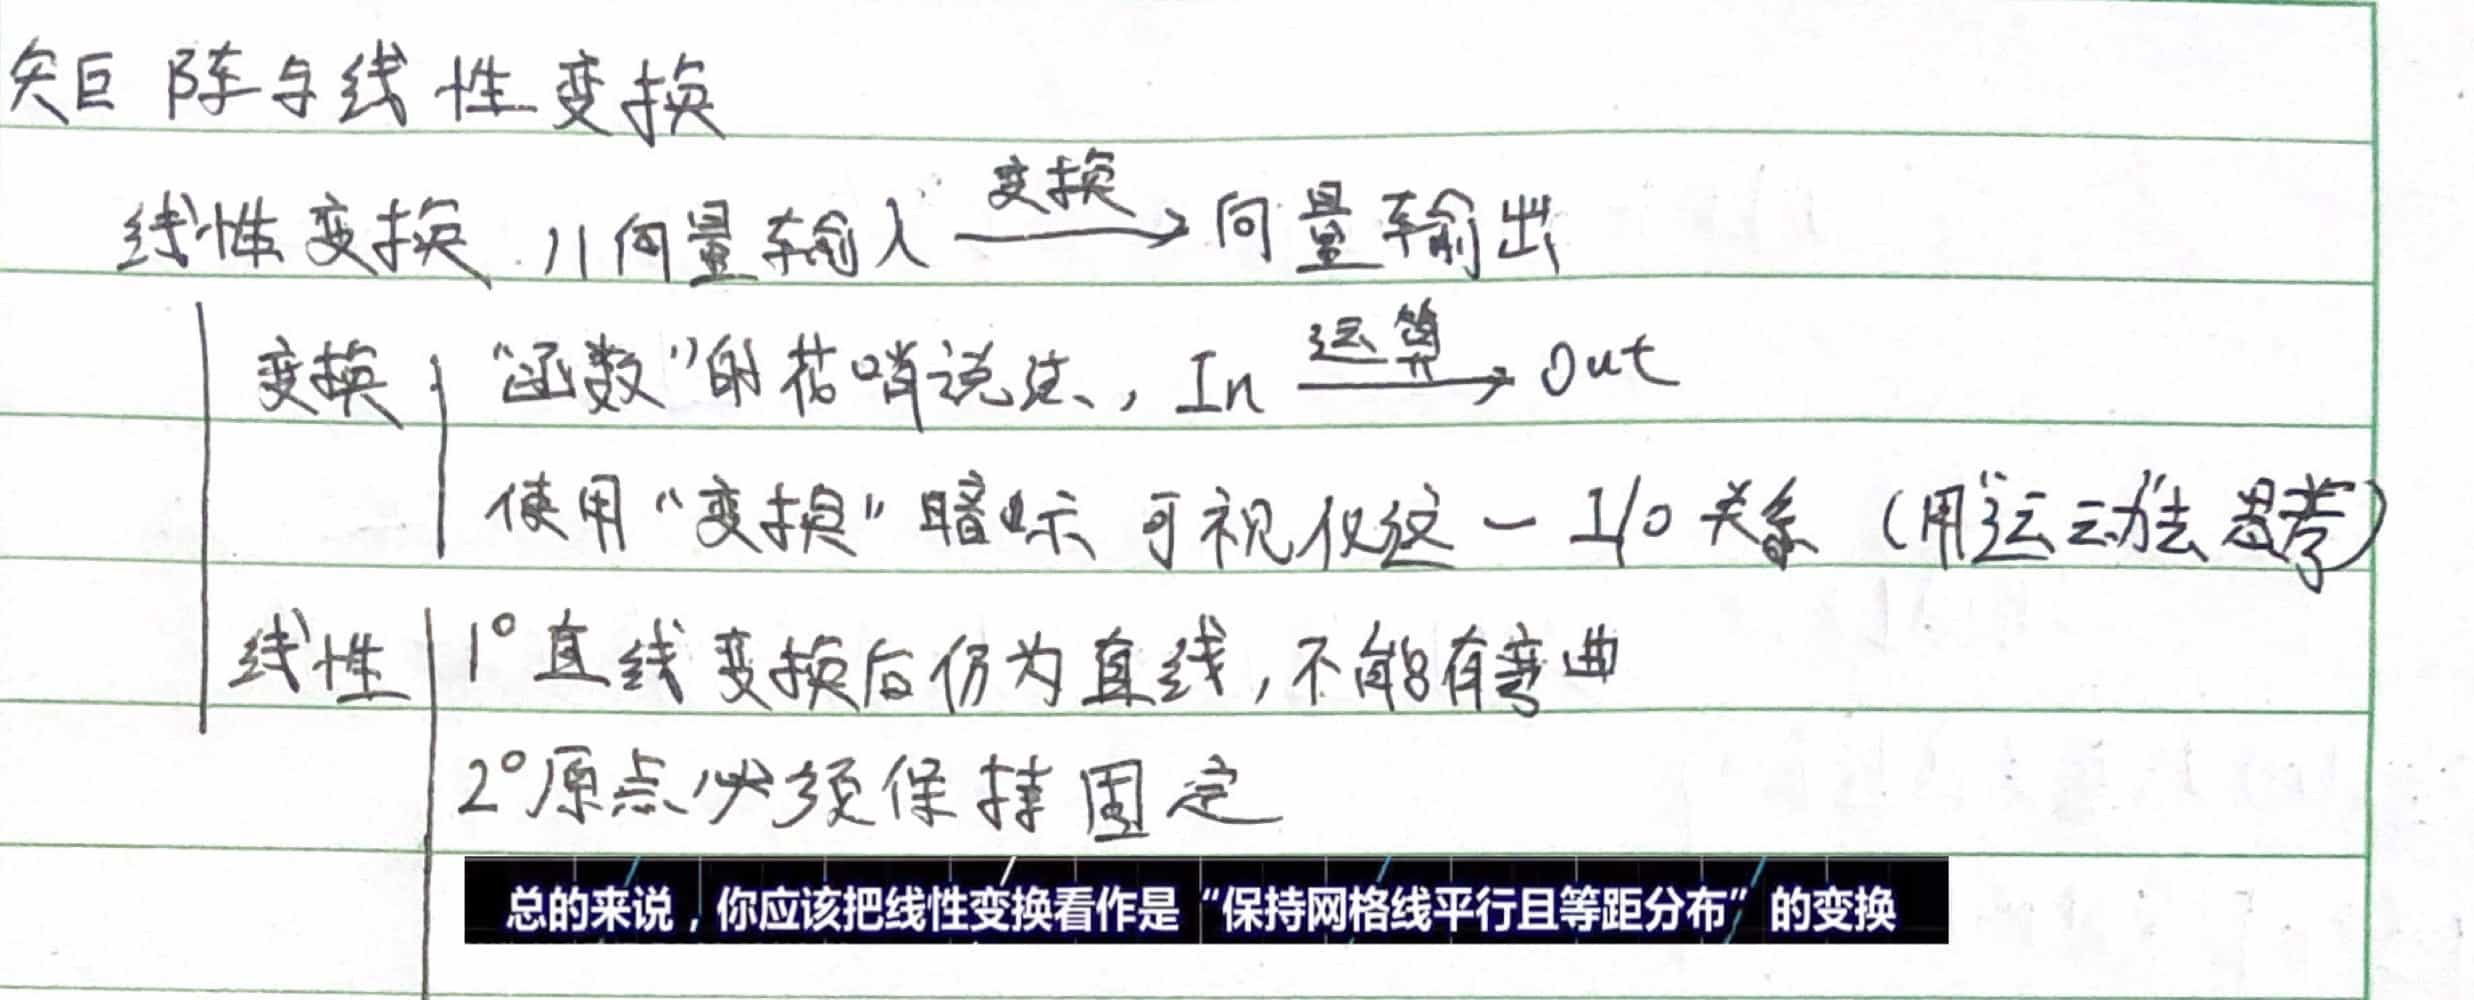 矩阵与线性变换
线性变换 // 向量输入 变换→ 向量输出
变换 "函数"的花哨说法, In 运算→ Out
使用"变换"暗示可视化这一I/O关系 (用"运动"去思考)
线性 1° 直线变换后仍为直线,不能有弯曲
2° 原点必须保持固定
总的来说,你应该把线性变换看作是“保持网格线平行且等距分布”的变换